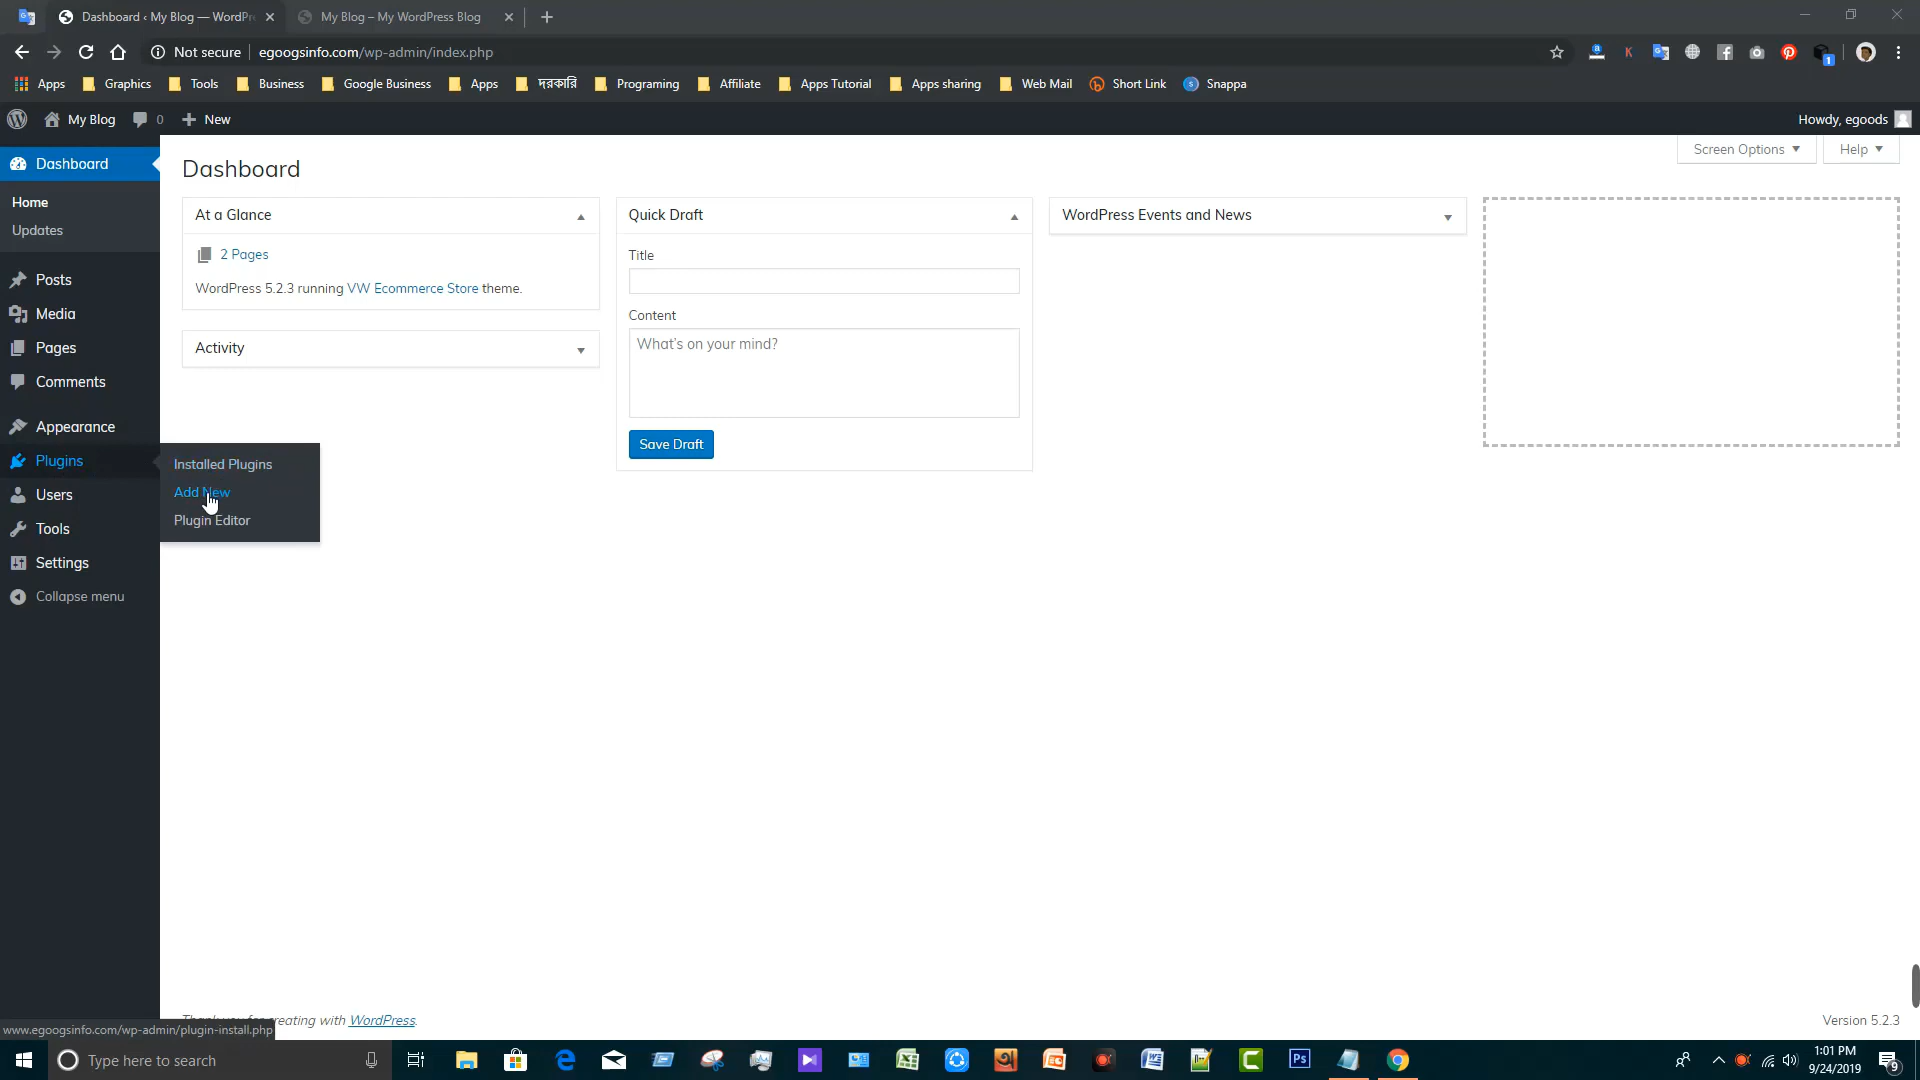 Dashboard ‹ My Blog — WordPr
My Blog – My WordPress Blog
Not secure
egoogsinfo.com/wp-admin/index.php
Apps
Graphics
Tools
Business
Google Business
Apps
দরকারি
Programing
Affiliate
Apps Tutorial
Apps sharing
Web Mail
Short Link
Snappa
My Blog
0
New
Howdy, egoods
Dashboard
Home
Updates
Posts
Media
Pages
Comments
Appearance
Plugins
Users
Tools
Settings
Collapse menu
Installed Plugins
Add New
Plugin Editor
Dashboard
Screen Options
Help
At a Glance
2 Pages
WordPress 5.2.3 running VW Ecommerce Store theme.
Activity
Quick Draft
Title
Content
What's on your mind?
Save Draft
WordPress Events and News
creating with WordPress.
Version 5.2.3
www.egoogsinfo.com/wp-admin/plugin-install.php
Type here to search
1:01 PM
9/24/2019
9